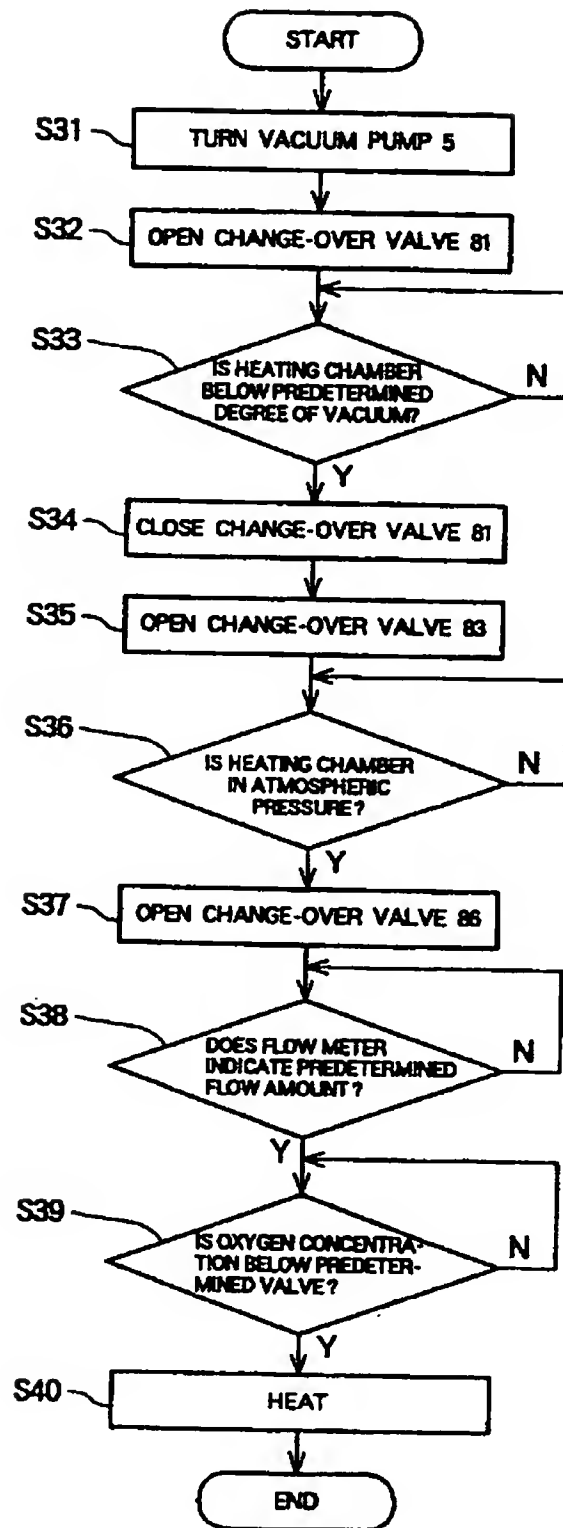 START
S31
TURN VACUUM PUMP 5
S32
OPEN CHANGE-OVER VALVE 81
S33
IS HEATING CHAMBER
BELOW PREDETERMINED
DEGREE OF VACUUM?
N
Y
S34
CLOSE CHANGE-OVER VALVE 81
S35
OPEN CHANGE-OVER VALVE 83
S36
IS HEATING CHAMBER
IN ATMOSPHERIC
PRESSURE?
N
Y
S37
OPEN CHANGE-OVER VALVE 86
S38
DOES FLOW METER
INDICATE PREDETERMINED
FLOW AMOUNT?
N
Y
S39
IS OXYGEN CONCENTRA-
TION BELOW PREDETER-
MINED VALVE?
N
Y
S40
HEAT
END